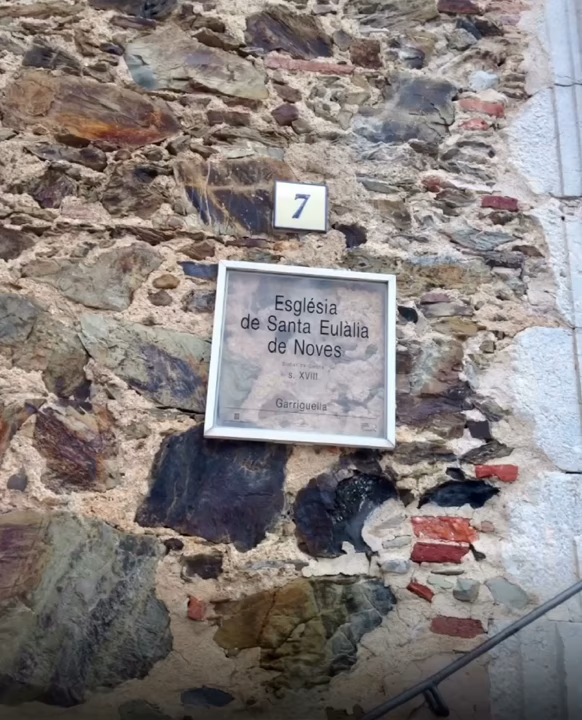 7
Església
de Santa Eulàlia
de Noves
s. XVIII
Garriguella